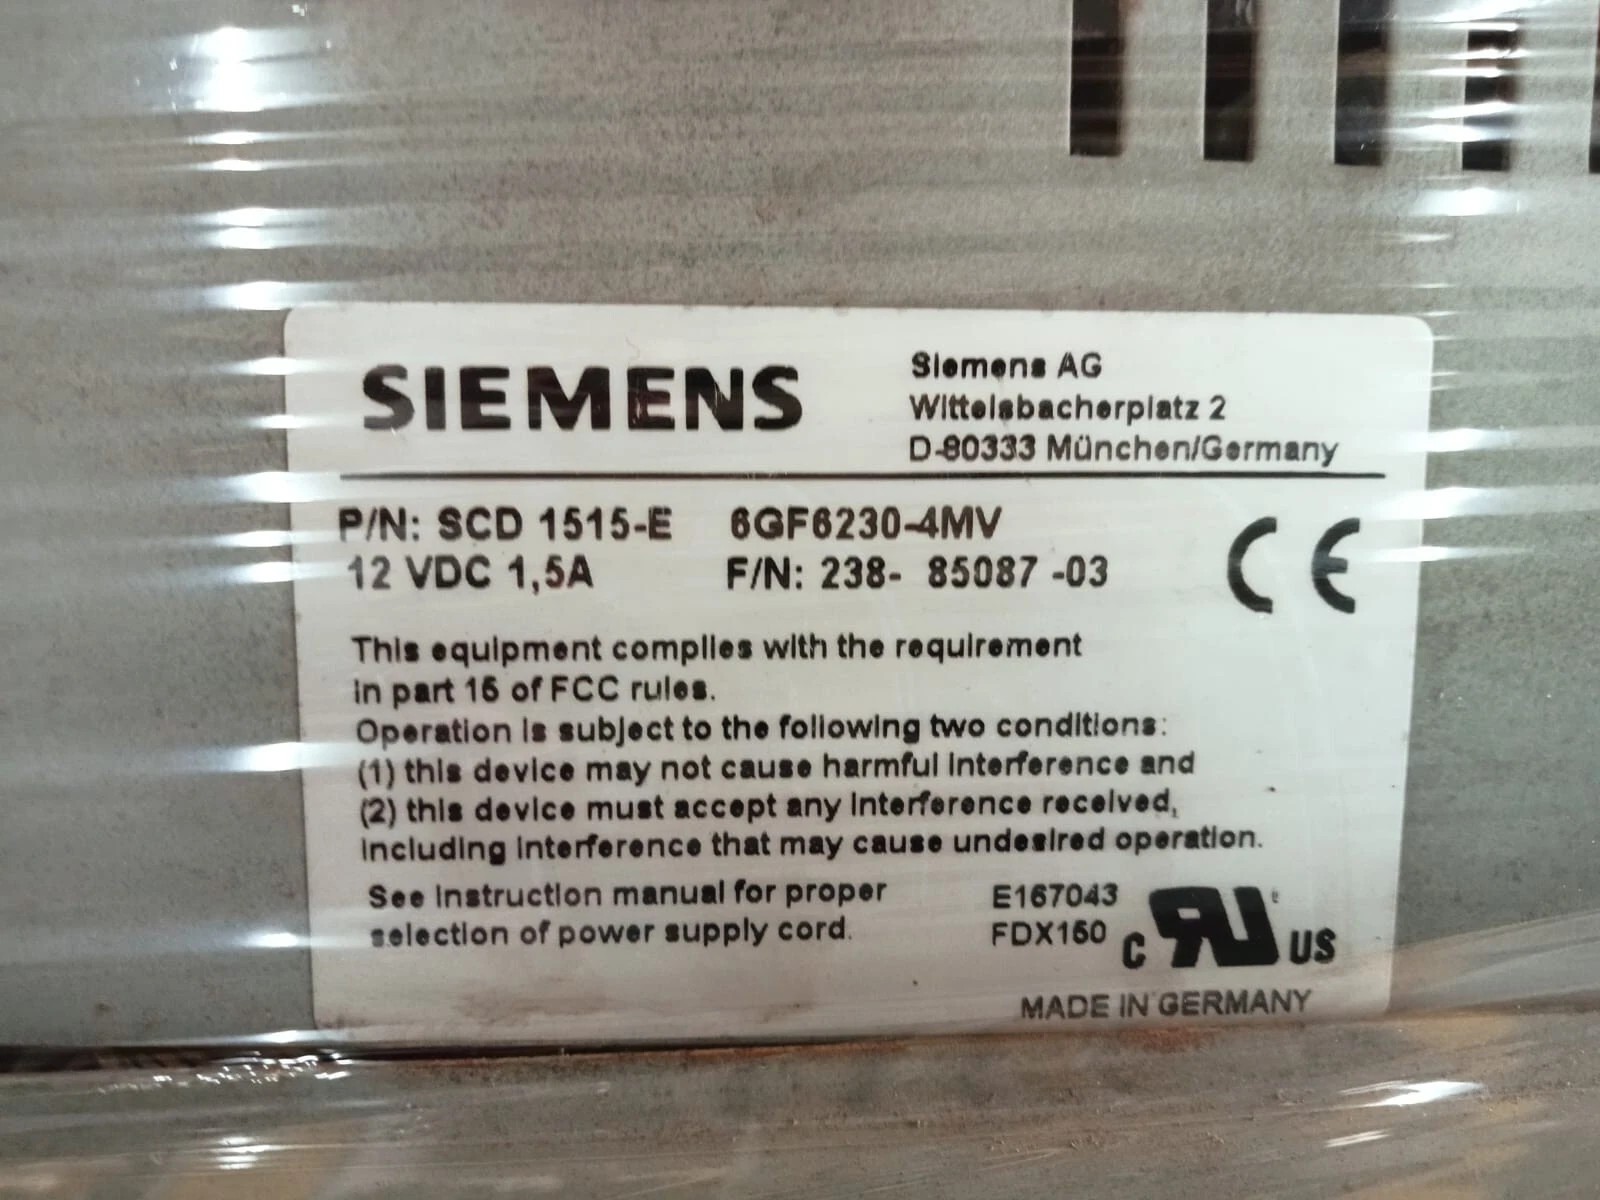 SIEMENS
Siemens AG
Wittelsbacherplatz 2
D-80333 München/Germany
P/N: SCD 1515-E 6GF6230-4MV
12 VDC 1,5A F/N: 238- 85087 -03
CE
This equipment complies with the requirement
in part 15 of FCC rules.
Operation is subject to the following two conditions:
(1) this device may not cause harmful interference and
(2) this device must accept any interference received,
including interference that may cause undesired operation.
See instruction manual for proper
selection of power supply cord.
E167043
FDX150
C RU US
MADE IN GERMANY